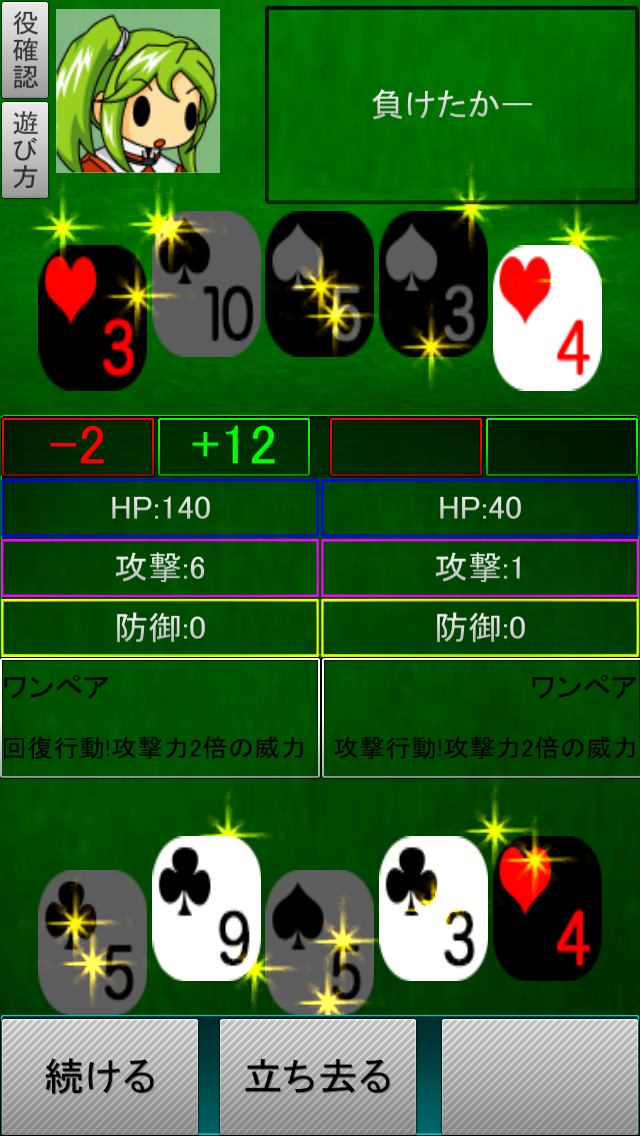 役確認
遊び方
負けたかー
3
10
5
3
4
-2
+12
HP:140
HP:40
攻撃:6
攻撃:1
防御:0
防御:0
ワンペア
回復行動!攻撃力2倍の威力
ワンペア
攻撃行動!攻撃力2倍の威力
5
9
5
3
4
続ける
立ち去る